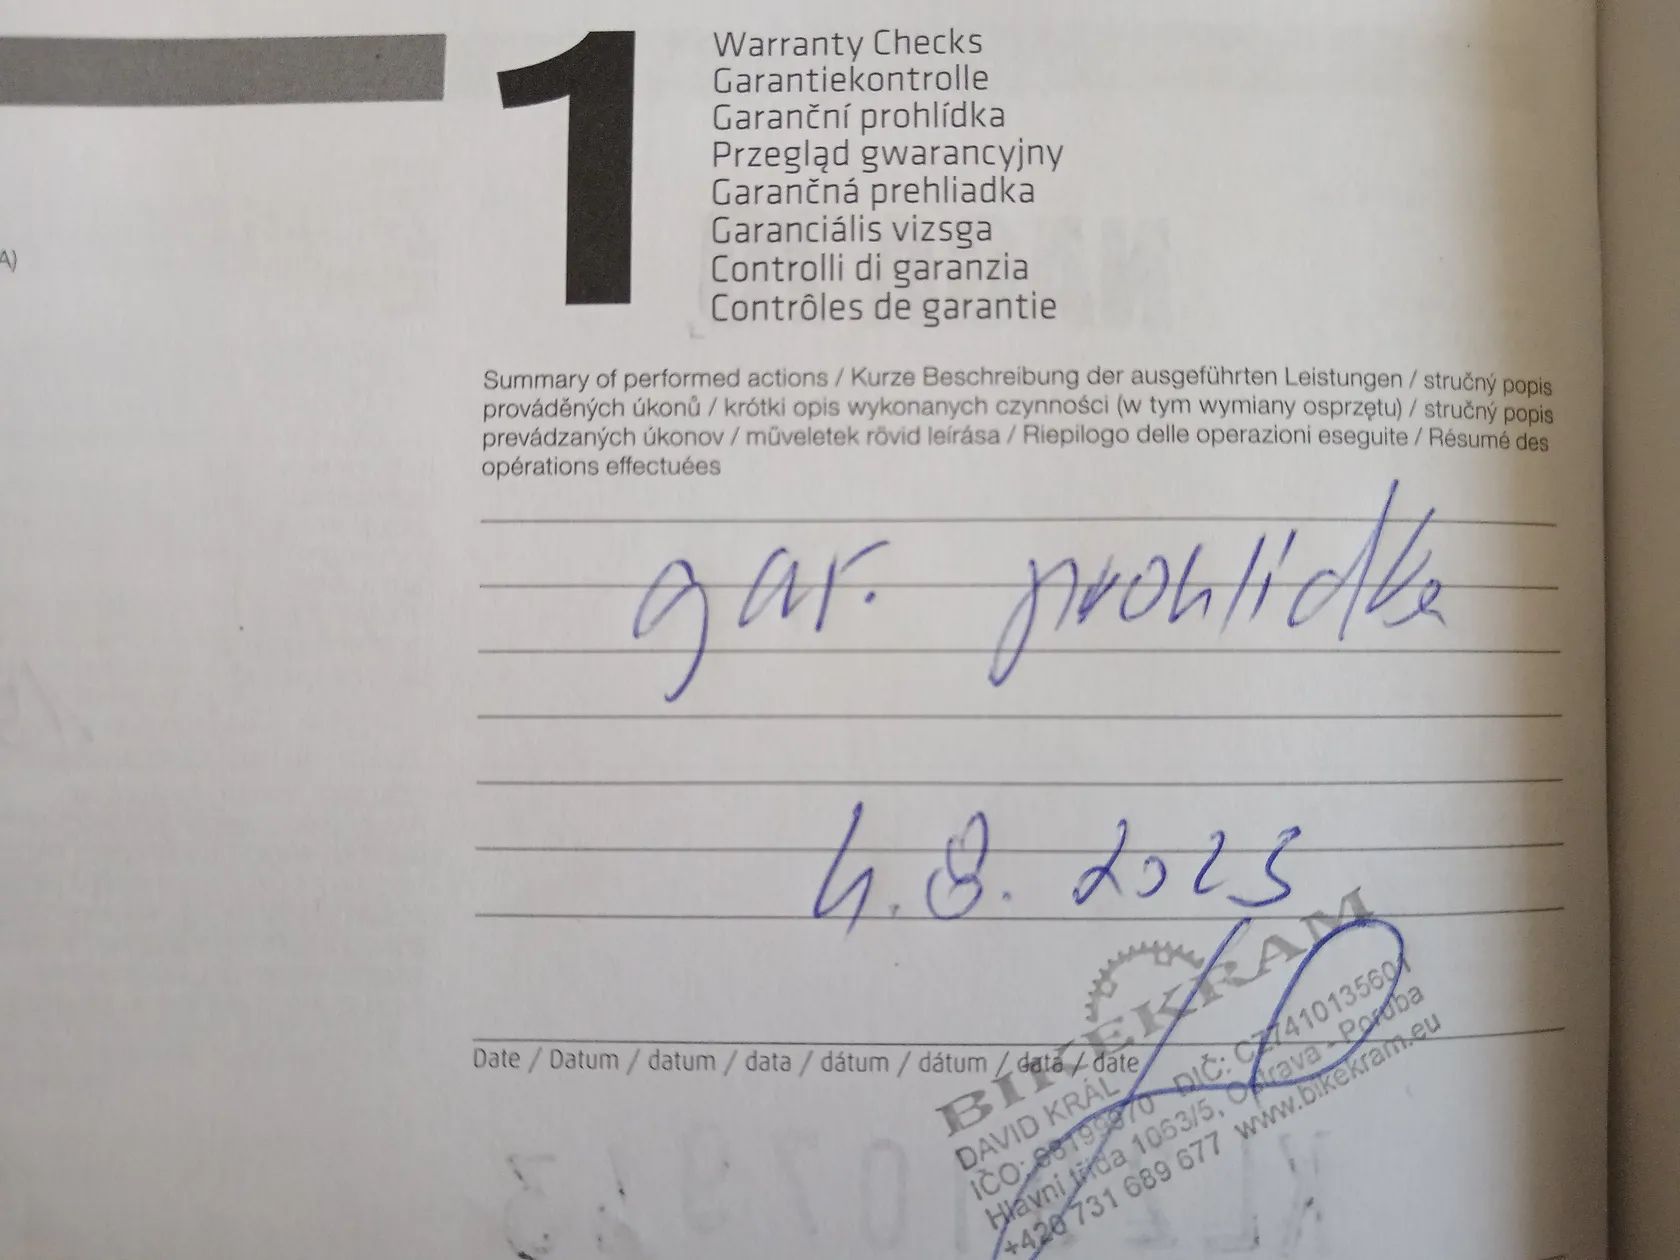 1
Warranty Checks
Garantiekontrolle
Garanční prohlídka
Przegląd gwarancyjny
Garančná prehliadka
Garanciális vizsga
Controlli di garanzia
Contrôles de garantie
A)
Summary of performed actions / Kurze Beschreibung der ausgeführten Leistungen / stručný popis
prováděných úkonů / krótki opis wykonanych czynności (w tym wymiany osprzętu) / stručný popis
prevádzaných úkonov / műveletek rövid leírása / Riepilogo delle operazioni eseguite / Résumé des
opérations effectuées
gar. prohlídka
4.8. 2023
Date / Datum / datum / data / dátum / dátum / data / date
BIKEKRAM
DAVID KRÁL
IČO: DIČ: CZ7410135601
Hlavní třída 1063/5, Ostrava - Poruba
+420 731 689 677 www.bikekram.eu